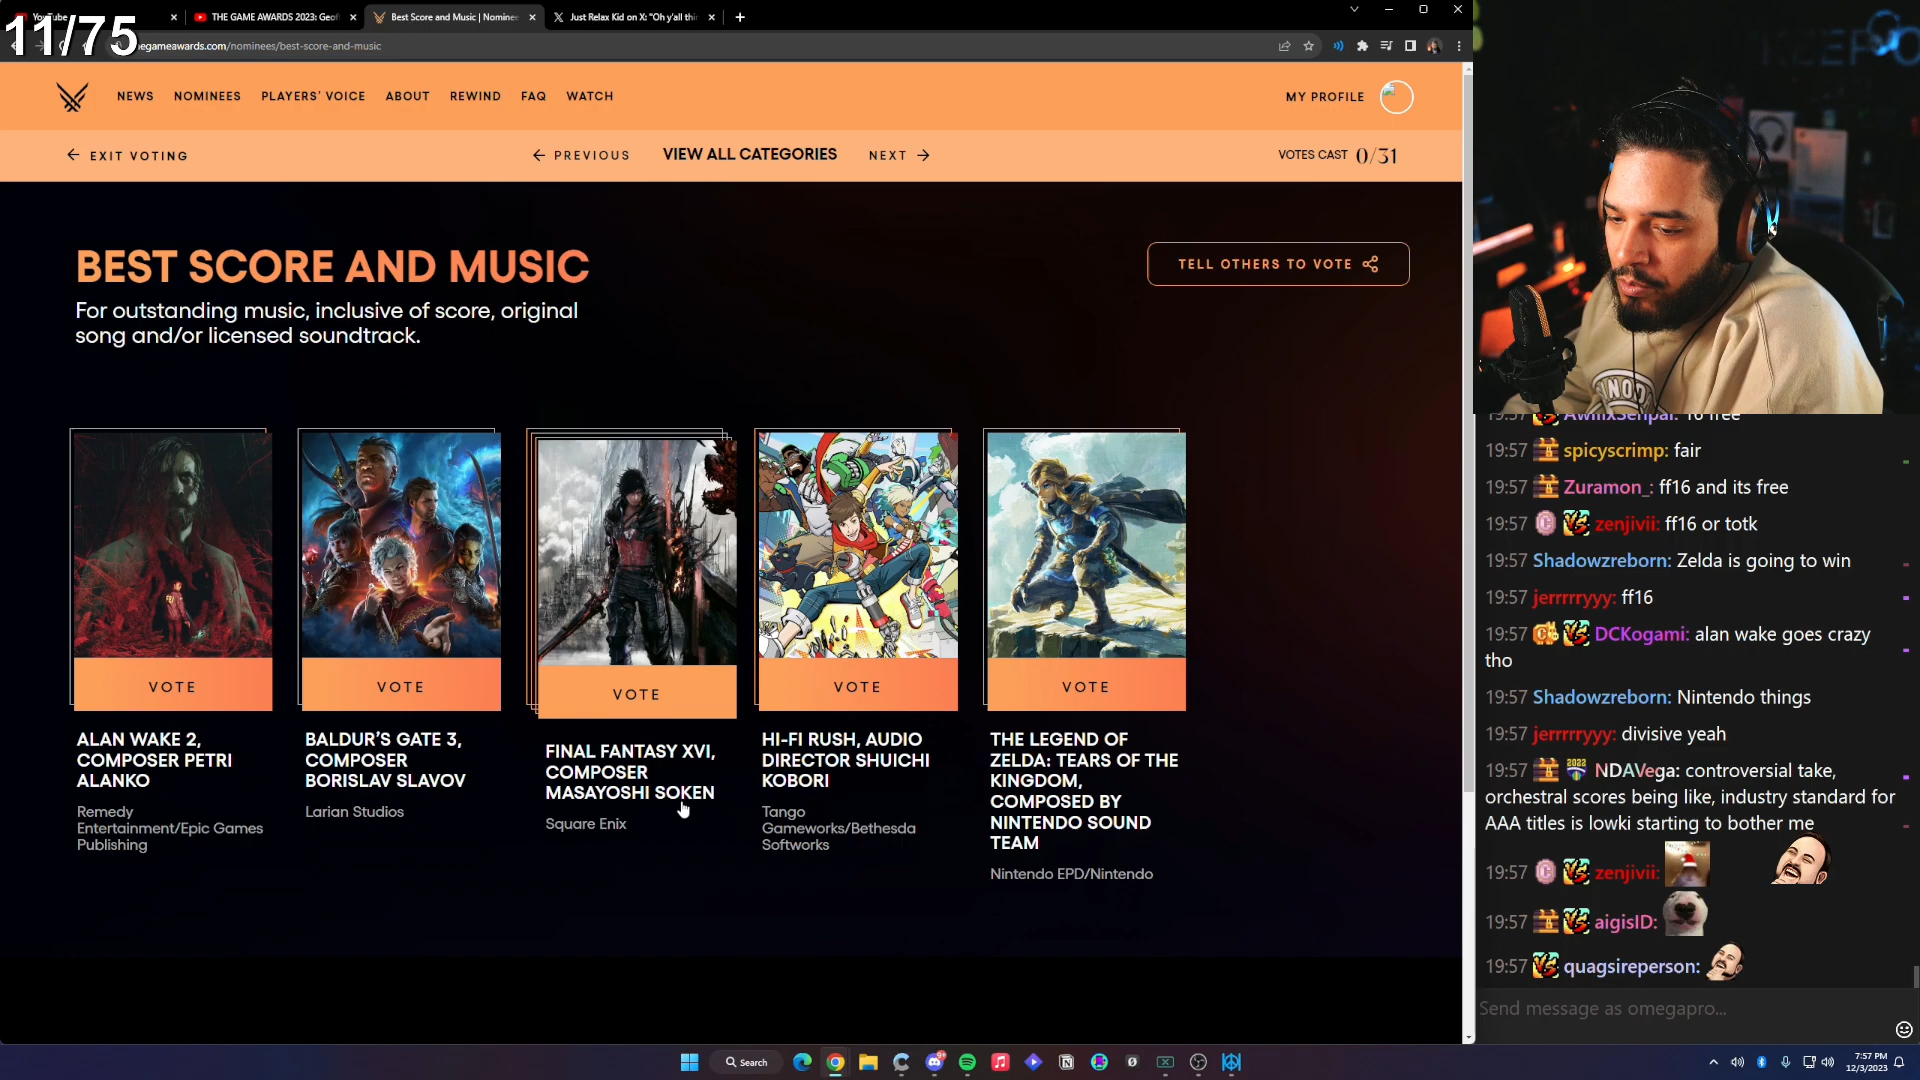 11/75
YouTube
THE GAME AWARDS 2023: Geof
Best Score and Music | Nomine
Just Relax Kid on X: "Oh y'all thi
egameawards.com/nominees/best-score-and-music
NEWS NOMINEES PLAYERS' VOICE ABOUT REWIND FAQ WATCH
MY PROFILE
EXIT VOTING
PREVIOUS VIEW ALL CATEGORIES NEXT
VOTES CAST 0/31
BEST SCORE AND MUSIC
For outstanding music, inclusive of score, original
song and/or licensed soundtrack.
TELL OTHERS TO VOTE
VOTE
ALAN WAKE 2,
COMPOSER PETRI
ALANKO
Remedy
Entertainment/Epic Games
Publishing
VOTE
BALDUR'S GATE 3,
COMPOSER
BORISLAV SLAVOV
Larian Studios
VOTE
FINAL FANTASY XVI,
COMPOSER
MASAYOSHI SOKEN
Square Enix
VOTE
HI-FI RUSH, AUDIO
DIRECTOR SHUICHI
KOBORI
Tango
Gameworks/Bethesda
Softworks
VOTE
THE LEGEND OF
ZELDA: TEARS OF THE
KINGDOM,
COMPOSED BY
NINTENDO SOUND
TEAM
Nintendo EPD/Nintendo
19:57 spicyscrimp: fair
19:57 Zuramon_: ff16 and its free
19:57 zenjivii: ff16 or totk
19:57 Shadowzreborn: Zelda is going to win
19:57 jerrrrryyy: ff16
19:57 DCKogami: alan wake goes crazy
tho
19:57 Shadowzreborn: Nintendo things
19:57 jerrrrryyy: divisive yeah
19:57 2022 NDAVega: controversial take,
orchestral scores being like, industry standard for
AAA titles is lowki starting to bother me
19:57 zenjivii:
19:57 aigisID:
19:57 quagsireperson:
Send message as omegapro...
Search
7:57 PM
12/3/2023